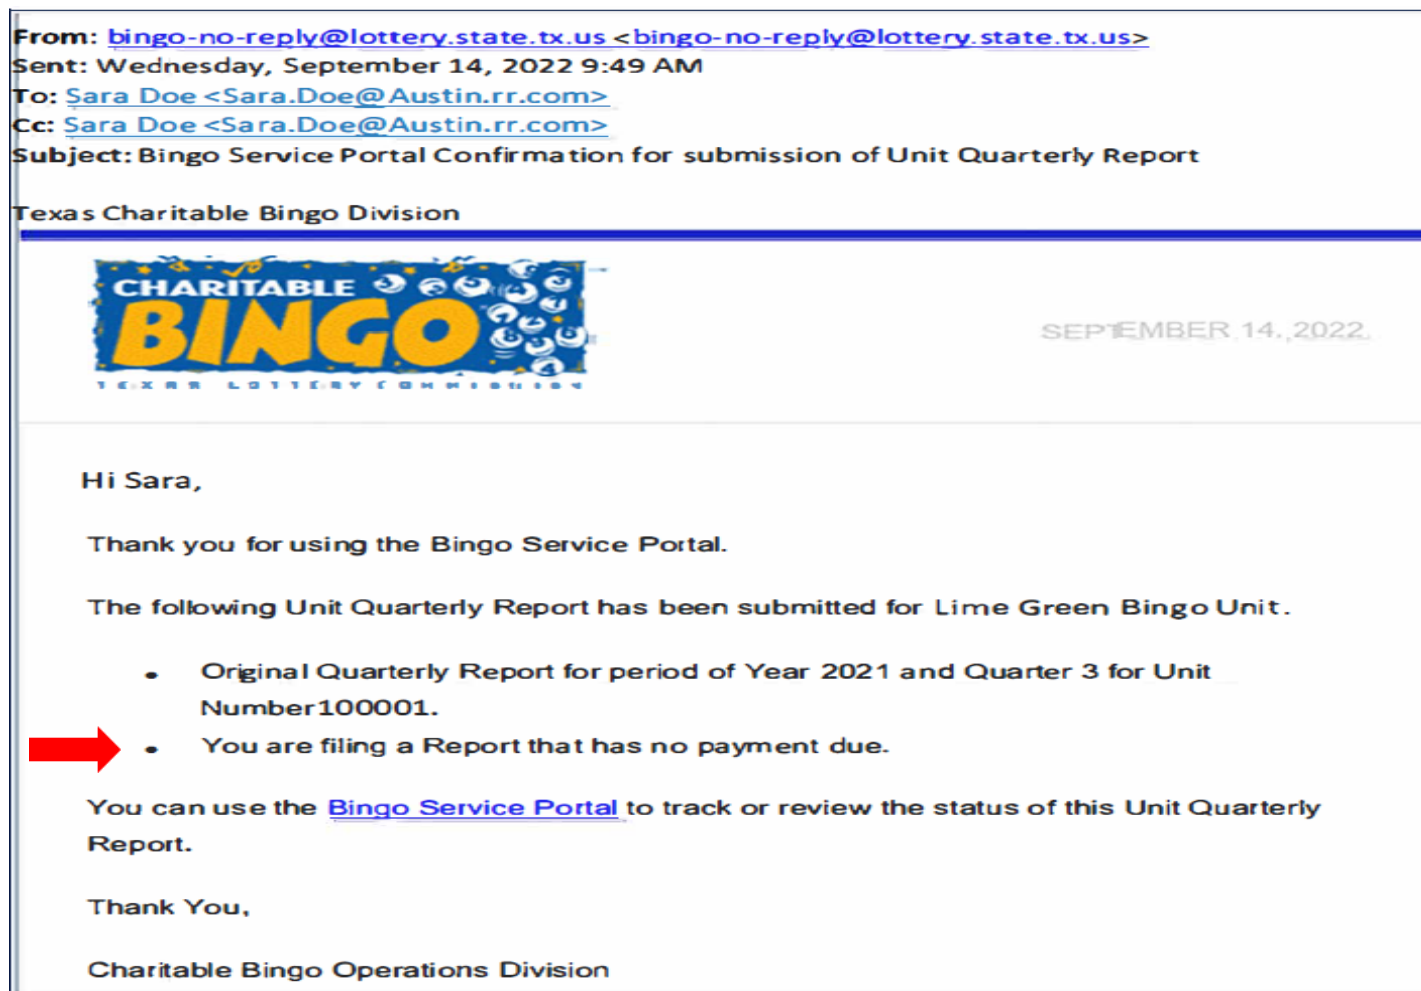 From: bingo-no-reply@lottery.state.tx.us <bingo-no-reply@lottery.state.tx.us>
Sent: Wednesday, September 14, 2022 9:49 AM
To: Sara Doe <Sara.Doe@Austin.rr.com>
Cc: Sara Doe <Sara.Doe@Austin.rr.com>
Subject: Bingo Service Portal Confirmation for submission of Unit Quarterly Report
Texas Charitable Bingo Division
CHARITABLE
BINGO
TEXAS LOTTERY COMMISSION
SEPTEMBER 14, 2022
Hi Sara,
Thank you for using the Bingo Service Portal.
The following Unit Quarterly Report has been submitted for Lime Green Bingo Unit.
• Original Quarterly Report for period of Year 2021 and Quarter 3 for Unit
Number100001.
• You are filing a Report that has no payment due.
You can use the Bingo Service Portal to track or review the status of this Unit Quarterly
Report.
Thank You,
Charitable Bingo Operations Division